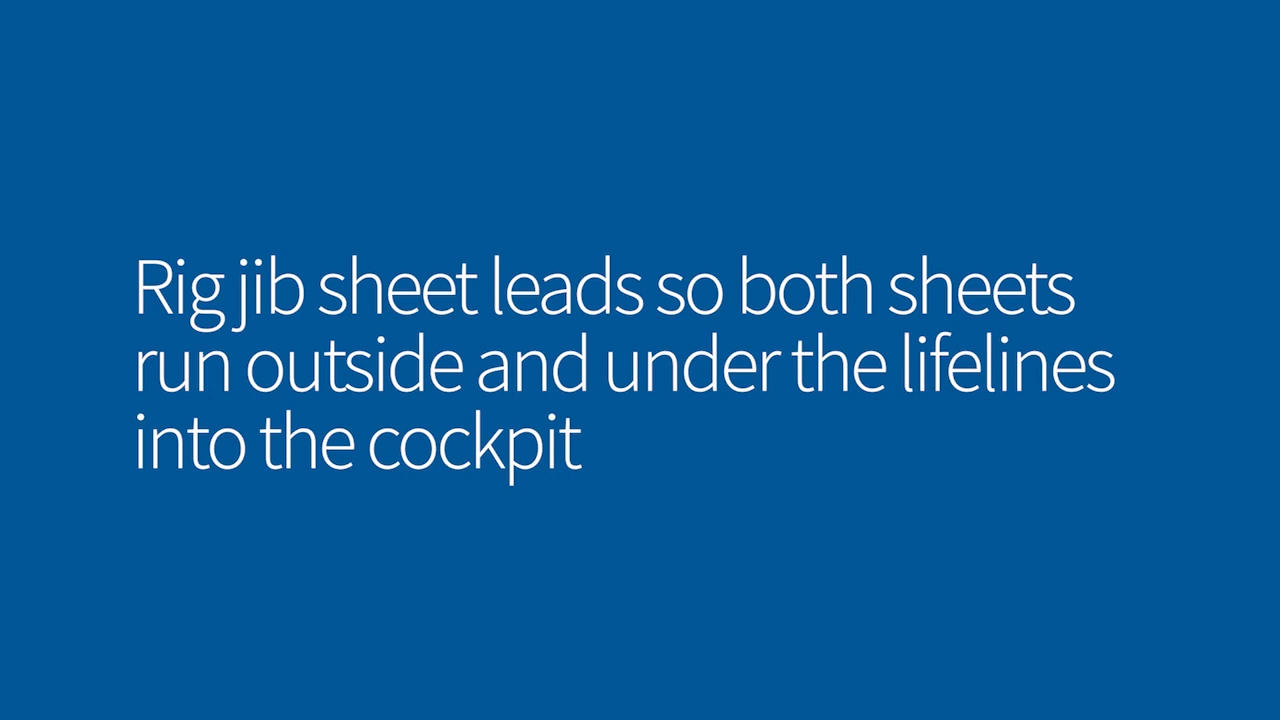 Rig jib sheet leads so both sheets
run outside and under the lifelines
into the cockpit